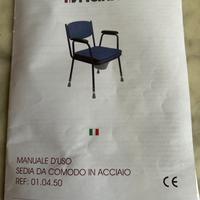 MANUALE D'USO
SEDIA DA COMODO IN ACCIAIO
REF: 01.04.50
CE